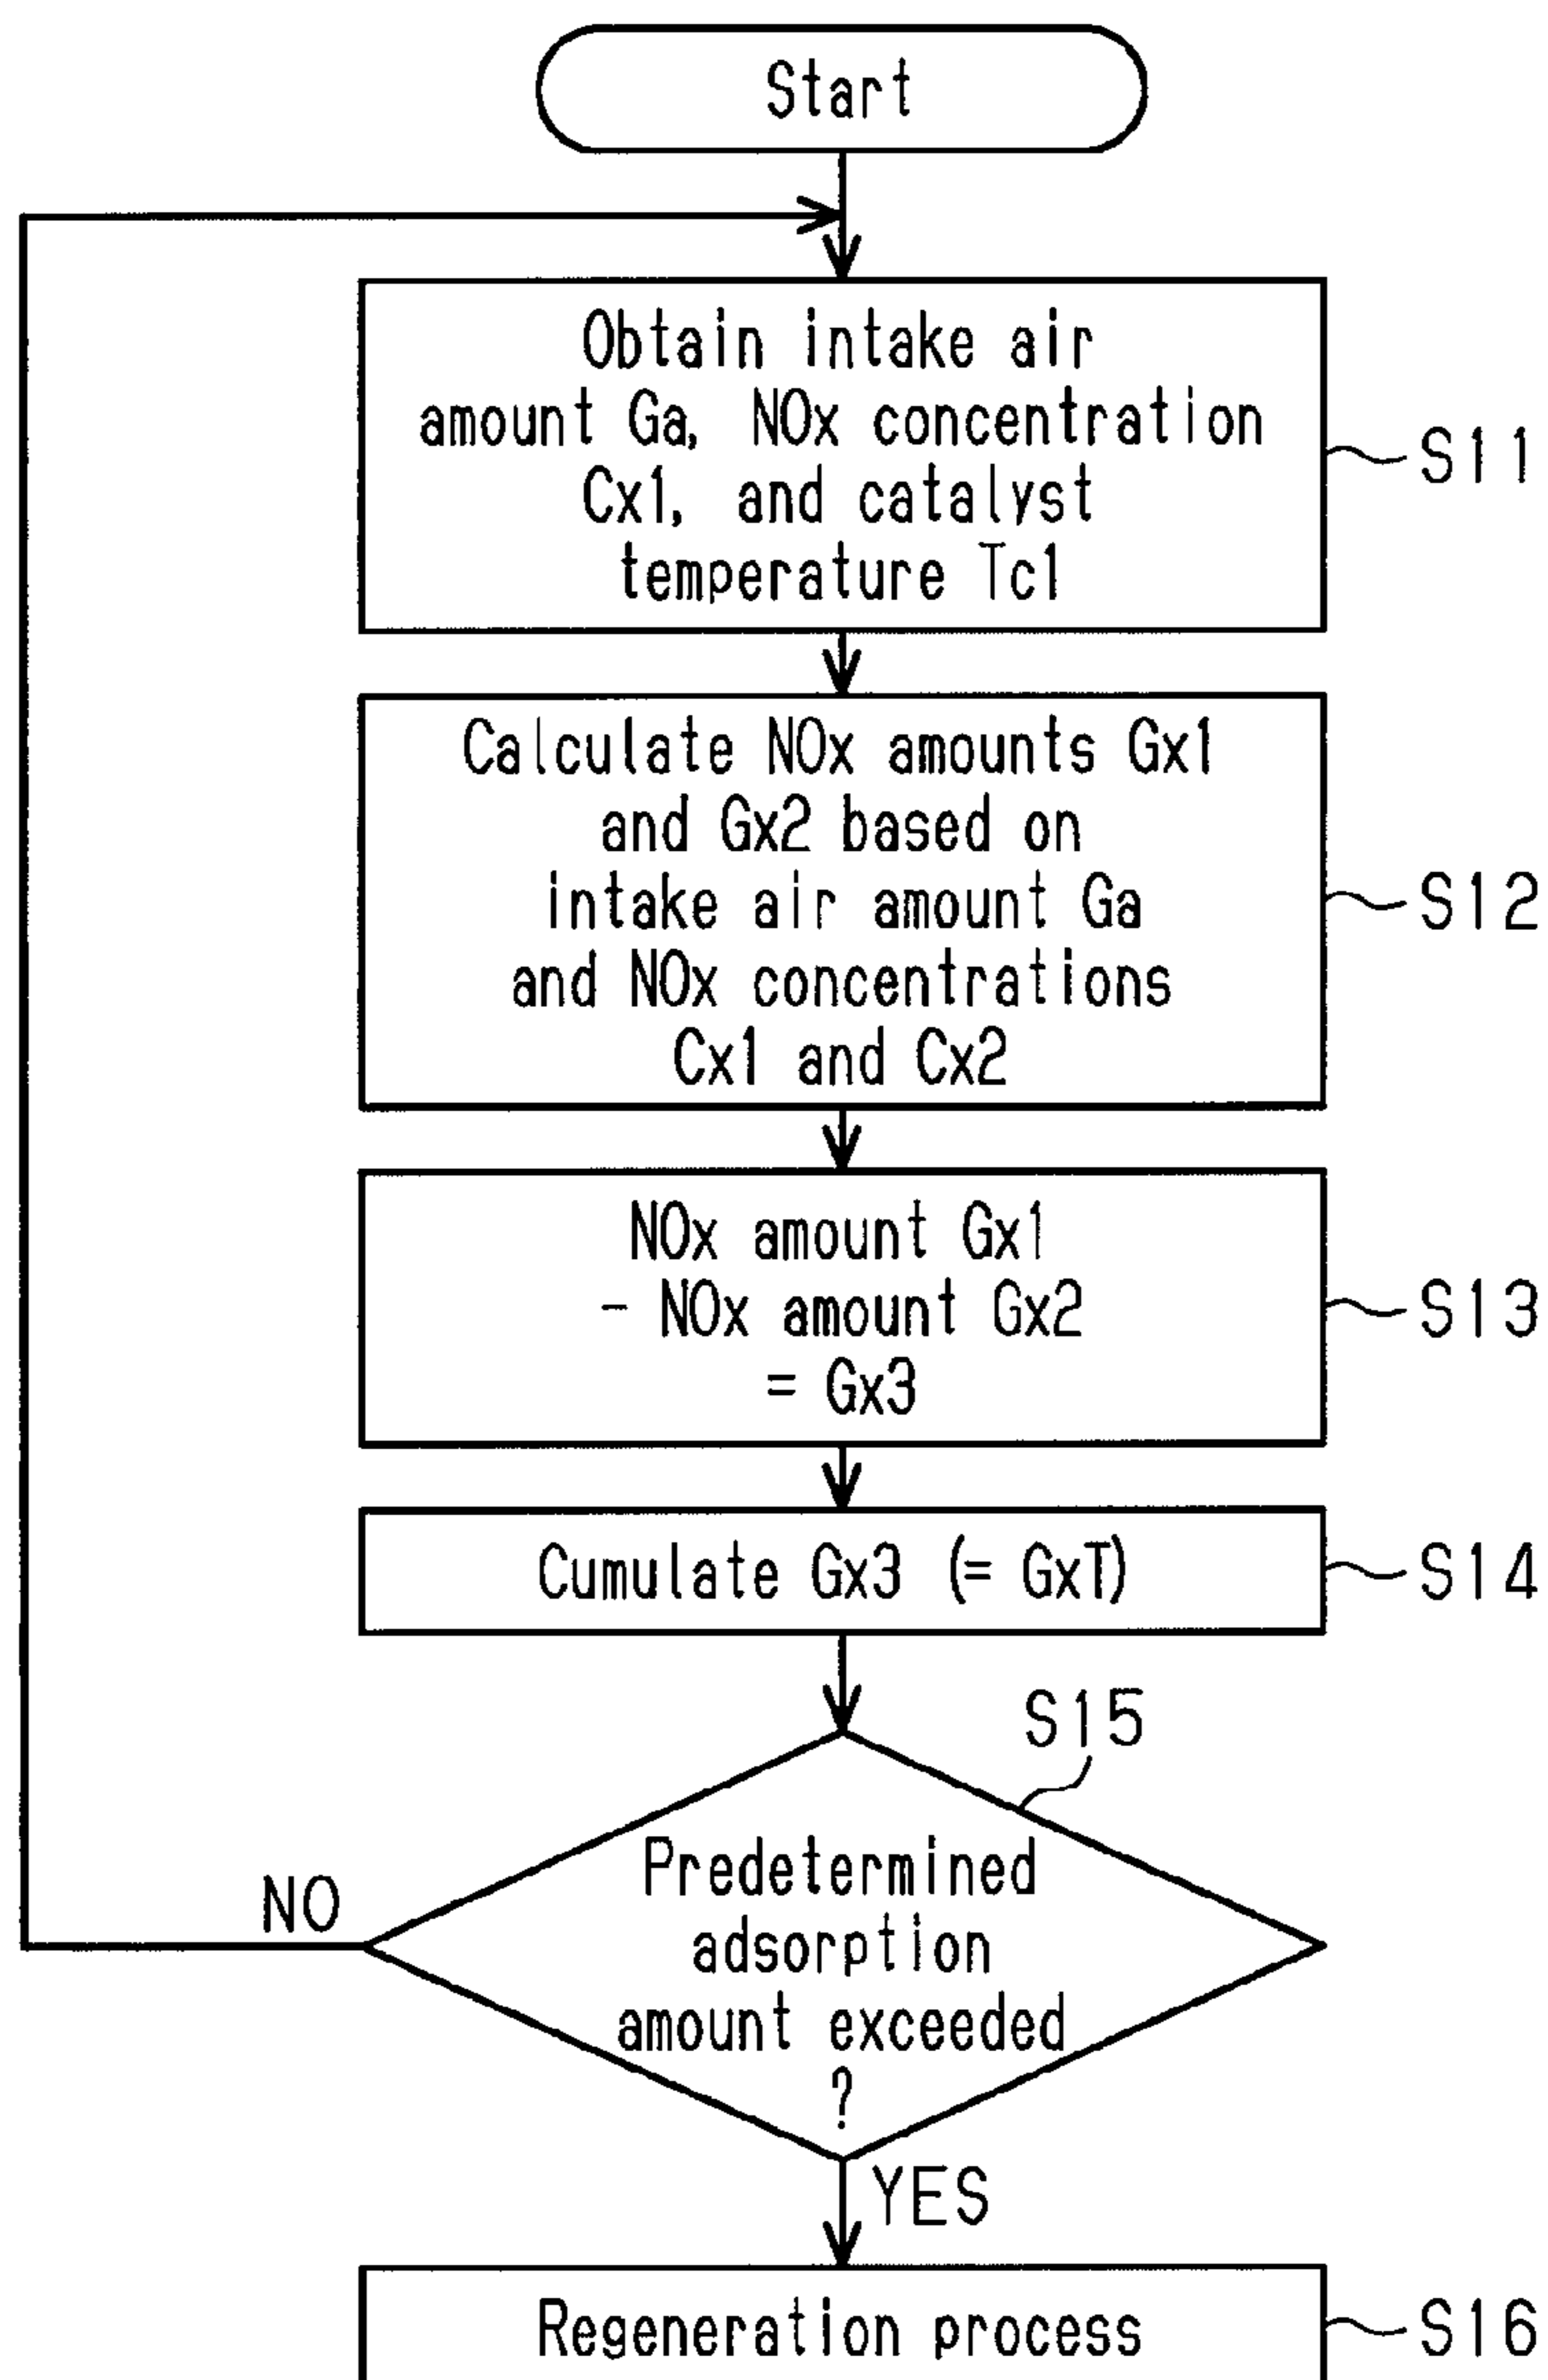 Start
Obtain intake air
amount Ga, NOx concentration
Cx1, and catalyst
temperature Tc1
S11
Calculate NOx amounts Gx1
and Gx2 based on
intake air amount Ga
and NOx concentrations
Cx1 and Cx2
S12
NOx amount Gx1
- NOx amount Gx2
= Gx3
S13
Cumulate Gx3 (= GxT)
S14
S15
Predetermined
adsorption
amount exceeded
?
NO
YES
Regeneration process
S16